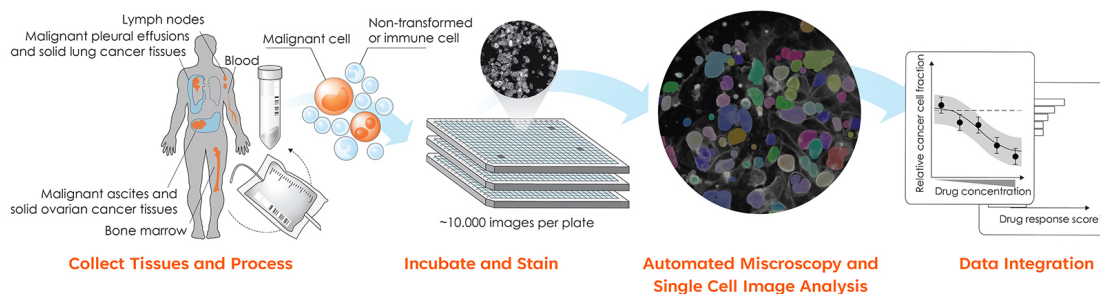 Lymph nodes
Malignant pleural effusions
and solid lung cancer tissues
Blood
Malignant ascites and
solid ovarian cancer tissues
Bone marrow
Collect Tissues and Process
Malignant cell
Non-transformed
or immune cell
~10.000 images per plate
Incubate and Stain
Automated Miscroscopy and
Single Cell Image Analysis
Relative cancer cell fraction
Drug concentration
Drug response score
Data Integration